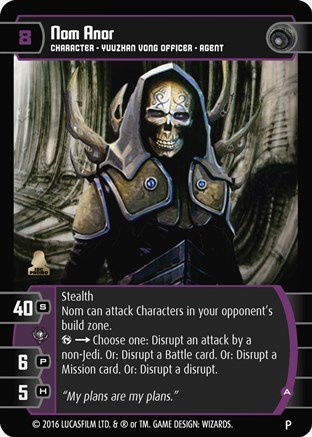 8
Nom Anor
CHARACTER - YUUZHAN VONG OFFICER - AGENT
40 S
6 P
5 H
Stealth
Nom can attack Characters in your opponent's
build zone.
Choose one: Disrupt an attack by a
non-Jedi. Or: Disrupt a Battle card. Or: Disrupt a
Mission card. Or: Disrupt a disrupt.
"My plans are my plans."
A
© 2016 LUCASFILM LTD. & ® or TM. GAME DESIGN: WIZARDS.
P